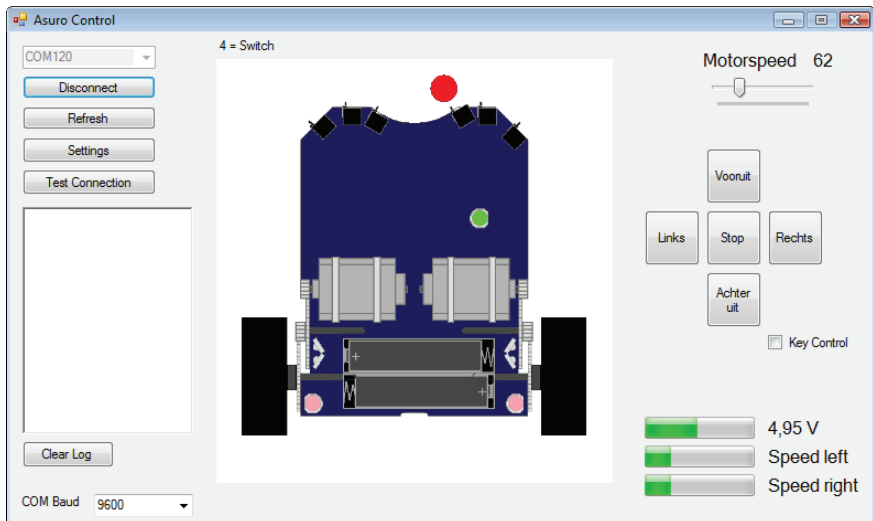 Asuro Control
COM120
4 = Switch
Motorspeed 62
Disconnect
Refresh
Settings
Test Connection
Vooruit
Links
Stop
Rechts
Achter
uit
Key Control
+
+
4,95 V
Speed left
Speed right
Clear Log
COM Baud 9600